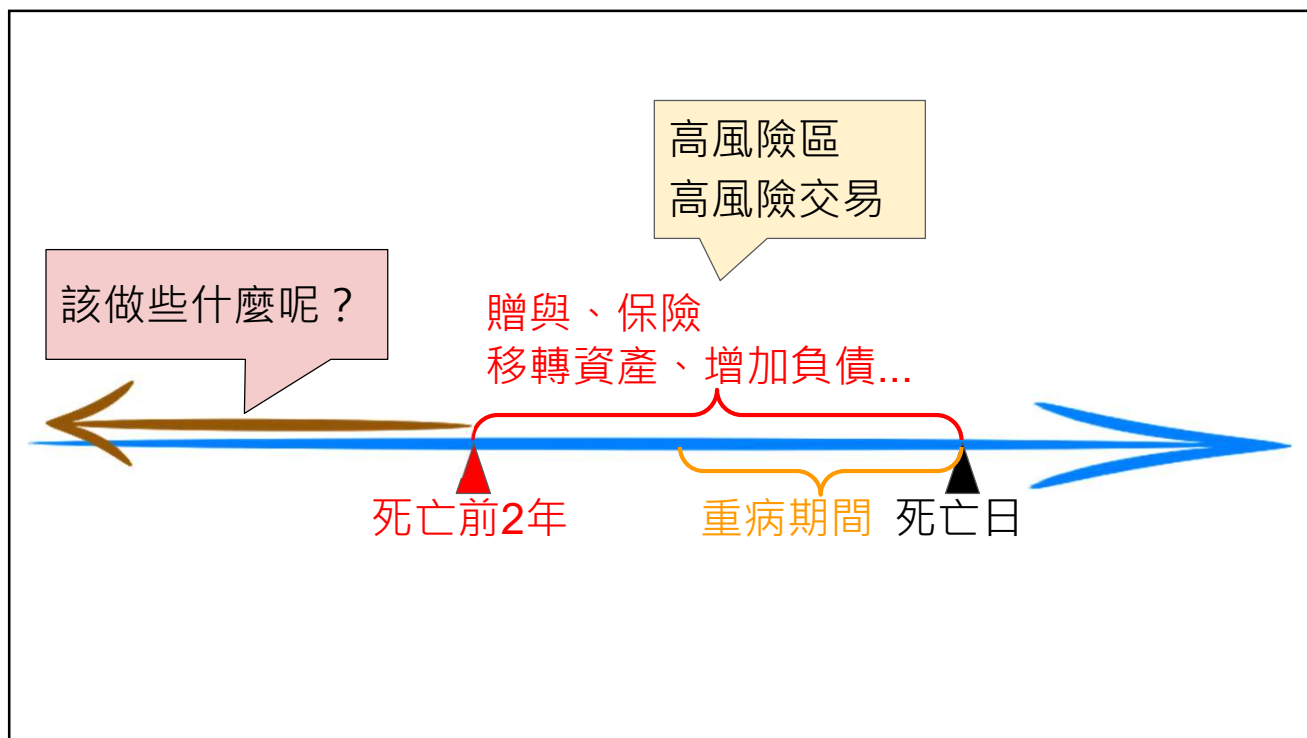 高風險區
高風險交易
該做些什麼呢？
贈與、保險
移轉資產、增加負債...
死亡前2年
重病期間
死亡日